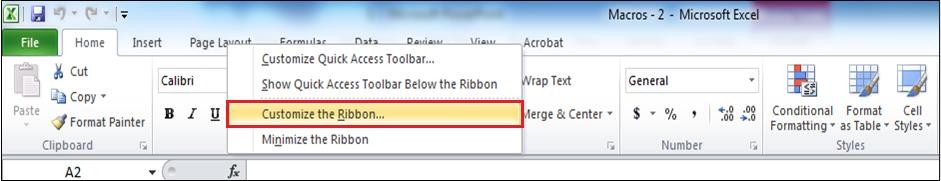 Macros - 2 - Microsoft Excel
File Home Insert Page Layout Formulas Data Review View Acrobat
Customize Quick Access Toolbar...
Show Quick Access Toolbar Below the Ribbon
Customize the Ribbon...
Minimize the Ribbon
Paste
Cut
Copy
Format Painter
Clipboard
Calibri
B I U
Wrap Text
Merge & Center
General
$ % , .0 .00 .00 .0
Number
Conditional Formatting
Format as Table
Cell Styles
Styles
A2 fx